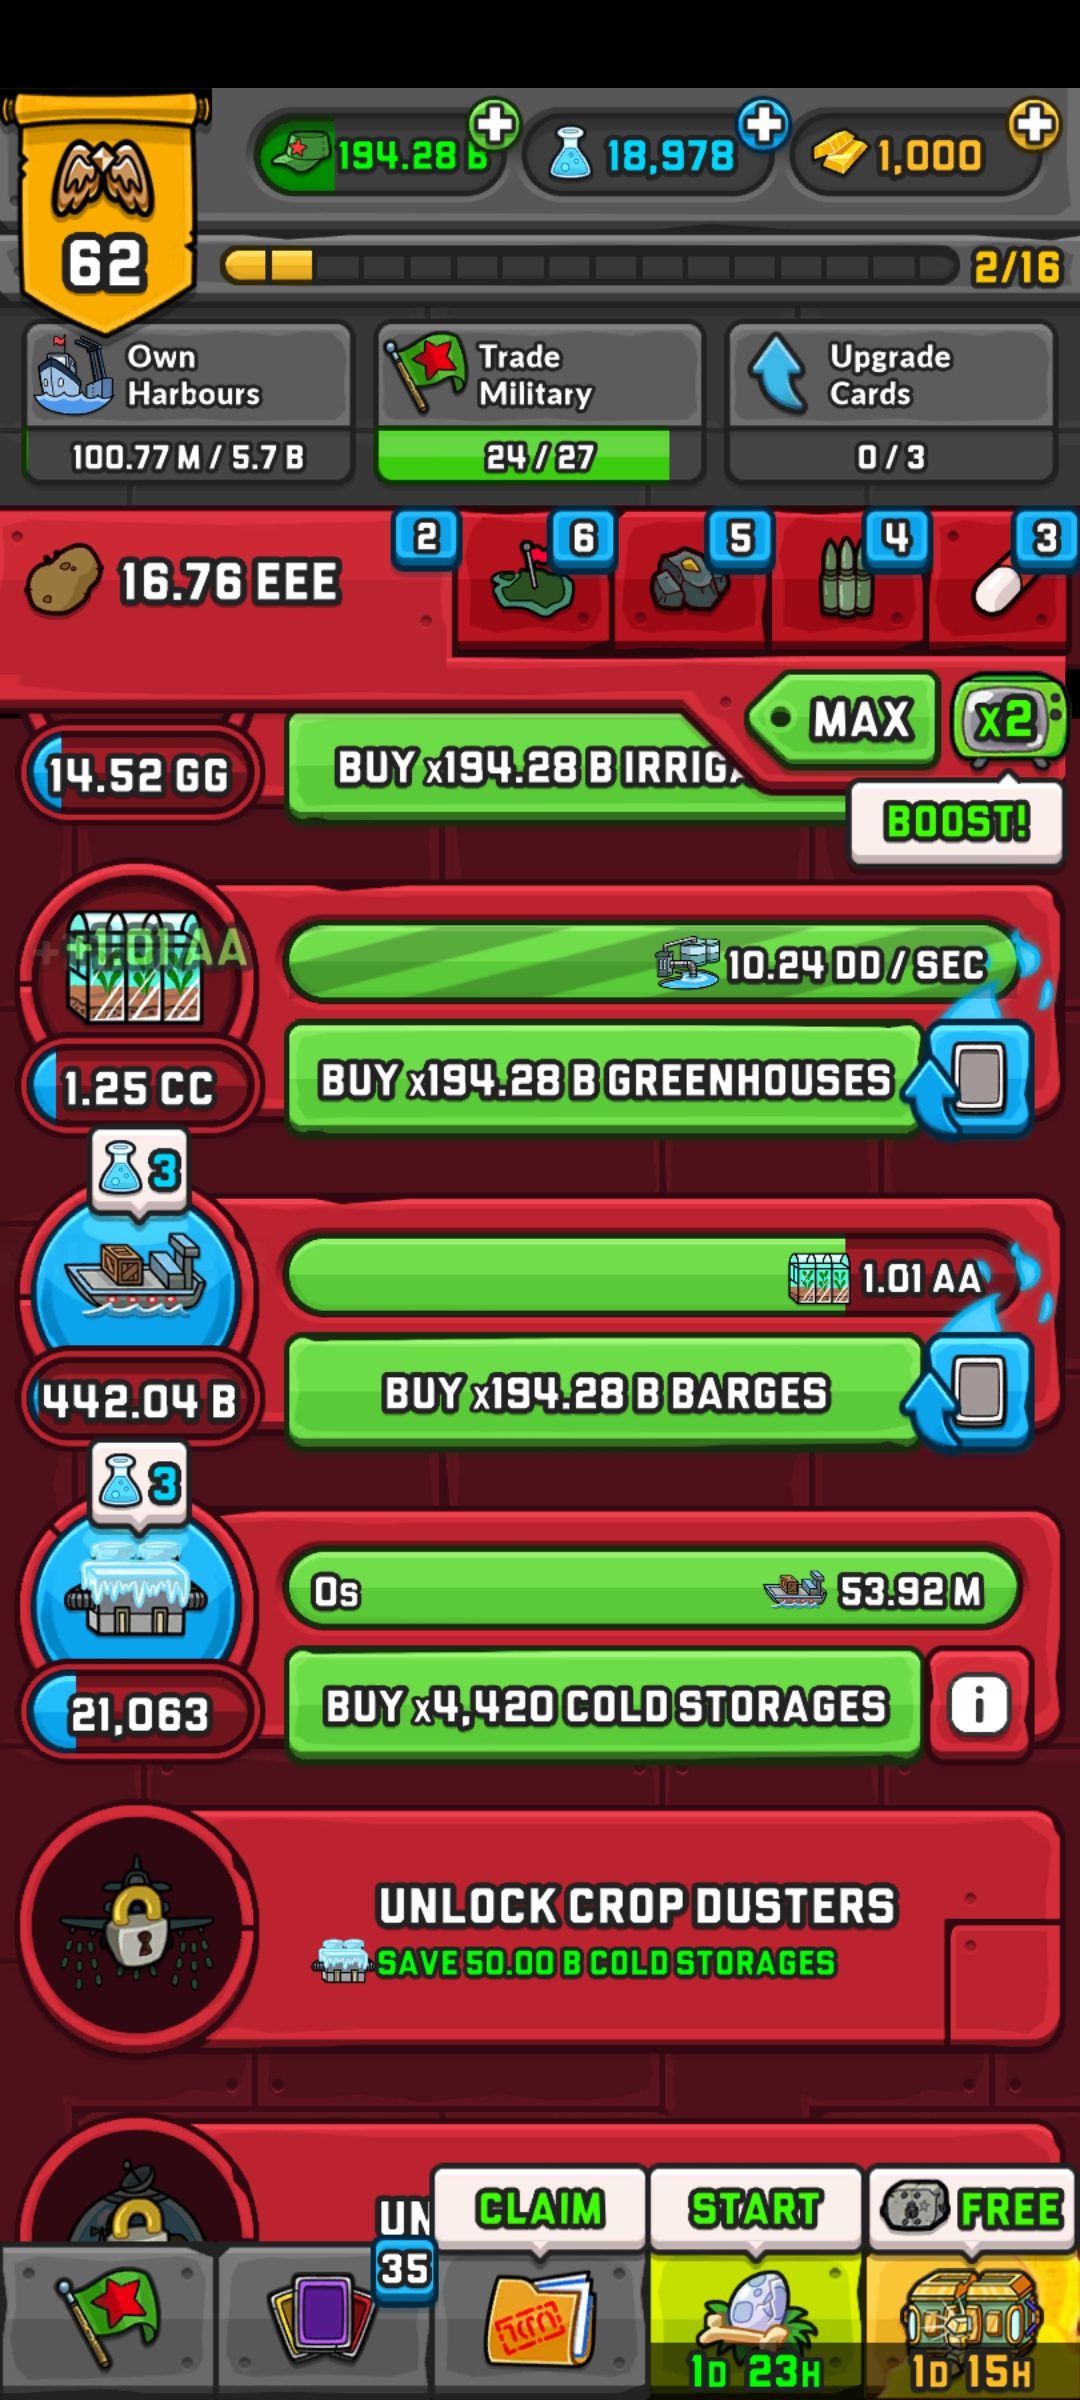 62
194.28 B
18,978
1,000
2/16
Own
Harbours
100.77 M / 5.7 B
Trade
Military
24 / 27
Upgrade
Cards
0 / 3
16.76 EEE
2
6
5
4
3
MAX
x2
BOOST!
14.52 GG
BUY x194.28 B
+1.01 AA
10.24 DD / SEC
1.25 CC
BUY x194.28 B GREENHOUSES
3
1.01 AA
442.04 B
BUY x194.28 B BARGES
3
0s
53.92 M
21,063
BUY x4,420 COLD STORAGES
i
UNLOCK CROP DUSTERS
SAVE 50.00 B COLD STORAGES
CLAIM
START
FREE
35
1D 23H
1D 15H